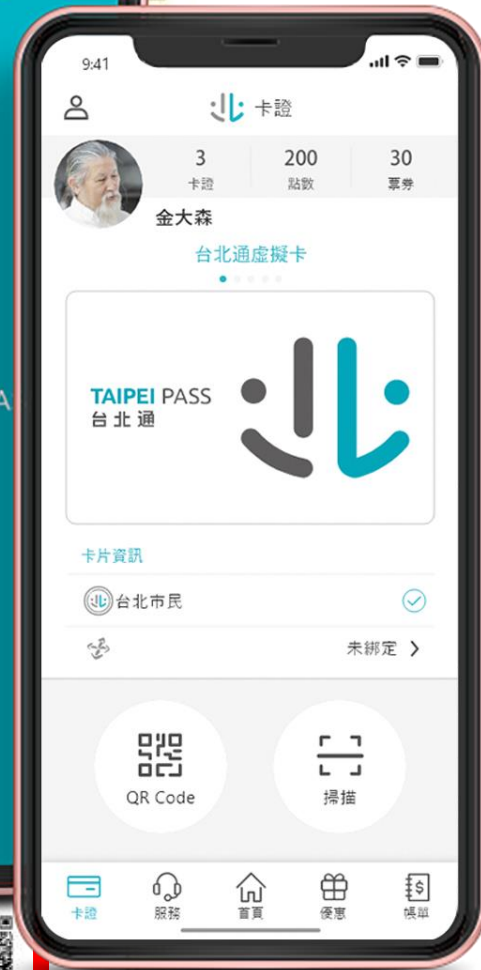 9:41
卡證
3
卡證
200
點數
30
票券
金大森
台北通虛擬卡
TAIPEI PASS
台北通
卡片資訊
台北市民
未綁定
QR Code
掃描
卡證
服務
首頁
優惠
帳單